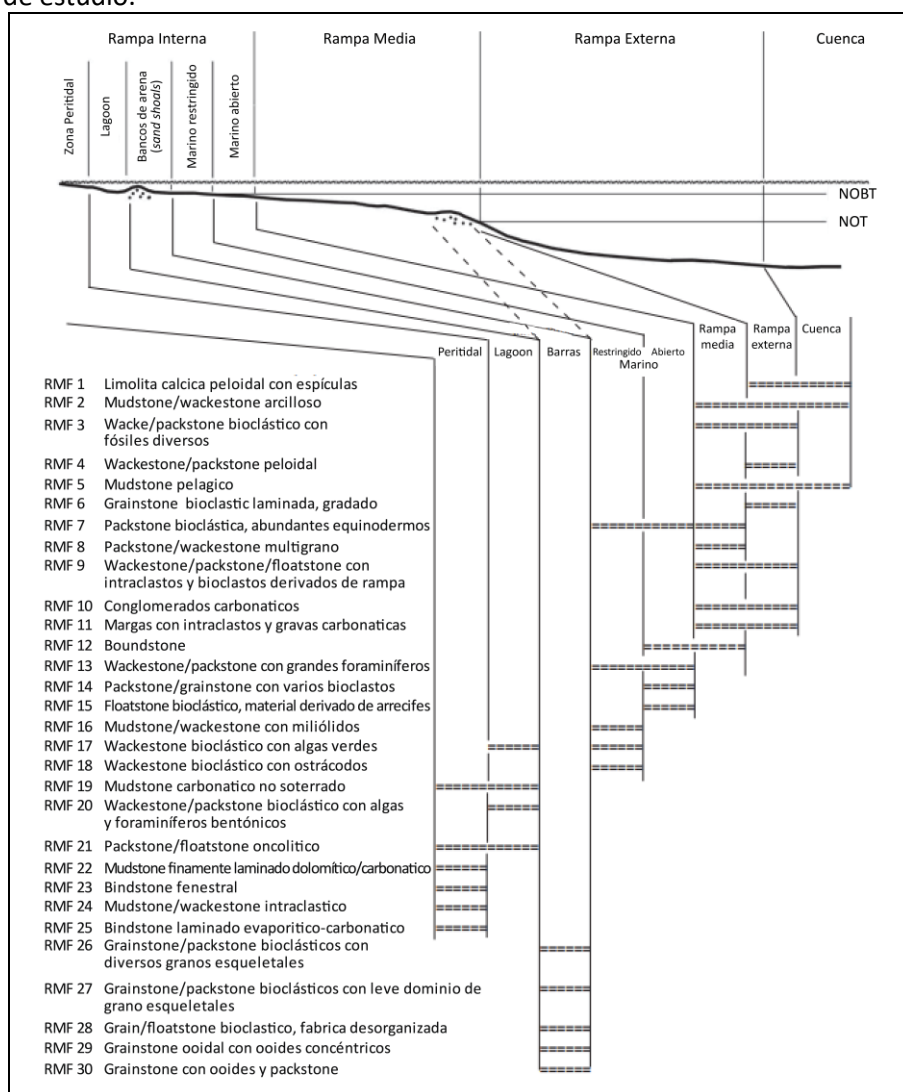 de estudio.
Rampa Interna
Rampa Media
Rampa Externa
Cuenca
Zona Peritidal
Lagoon
Bancos de arena
(sand shoals)
Marino restringido
Marino abierto
NOBT
NOT
Peritidal
Lagoon
Barras
Restringido Abierto
Marino
Rampa
media
Rampa
externa
Cuenca
RMF 1 Limolita calcica peloidal con espículas
RMF 2 Mudstone/wackestone arcilloso
RMF 3 Wacke/packstone bioclástico con
fósiles diversos
RMF 4 Wackestone/packstone peloidal
RMF 5 Mudstone pelagico
RMF 6 Grainstone bioclastic laminada, gradado
RMF 7 Packstone bioclástica, abundantes equinodermos
RMF 8 Packstone/wackestone multigrano
RMF 9 Wackestone/packstone/floatstone con
intraclastos y bioclastos derivados de rampa
RMF 10 Conglomerados carbonaticos
RMF 11 Margas con intraclastos y gravas carbonaticas
RMF 12 Boundstone
RMF 13 Wackestone/packstone con grandes foraminíferos
RMF 14 Packstone/grainstone con varios bioclastos
RMF 15 Floatstone bioclástico, material derivado de arrecifes
RMF 16 Mudstone/wackestone con miliólidos
RMF 17 Wackestone bioclástico con algas verdes
RMF 18 Wackestone bioclástico con ostrácodos
RMF 19 Mudstone carbonatico no soterrado
RMF 20 Wackestone/packstone bioclástico con algas
y foraminíferos bentónicos
RMF 21 Packstone/floatstone oncolitico
RMF 22 Mudstone finamente laminado dolomítico/carbonatico
RMF 23 Bindstone fenestral
RMF 24 Mudstone/wackestone intraclastico
RMF 25 Bindstone laminado evaporitico-carbonatico
RMF 26 Grainstone/packstone bioclásticos con
diversos granos esqueletales
RMF 27 Grainstone/packstone bioclásticos con leve dominio de
grano esqueletales
RMF 28 Grain/floatstone bioclastico, fabrica desorganizada
RMF 29 Grainstone ooidal con ooides concéntricos
RMF 30 Grainstone con ooides y packstone